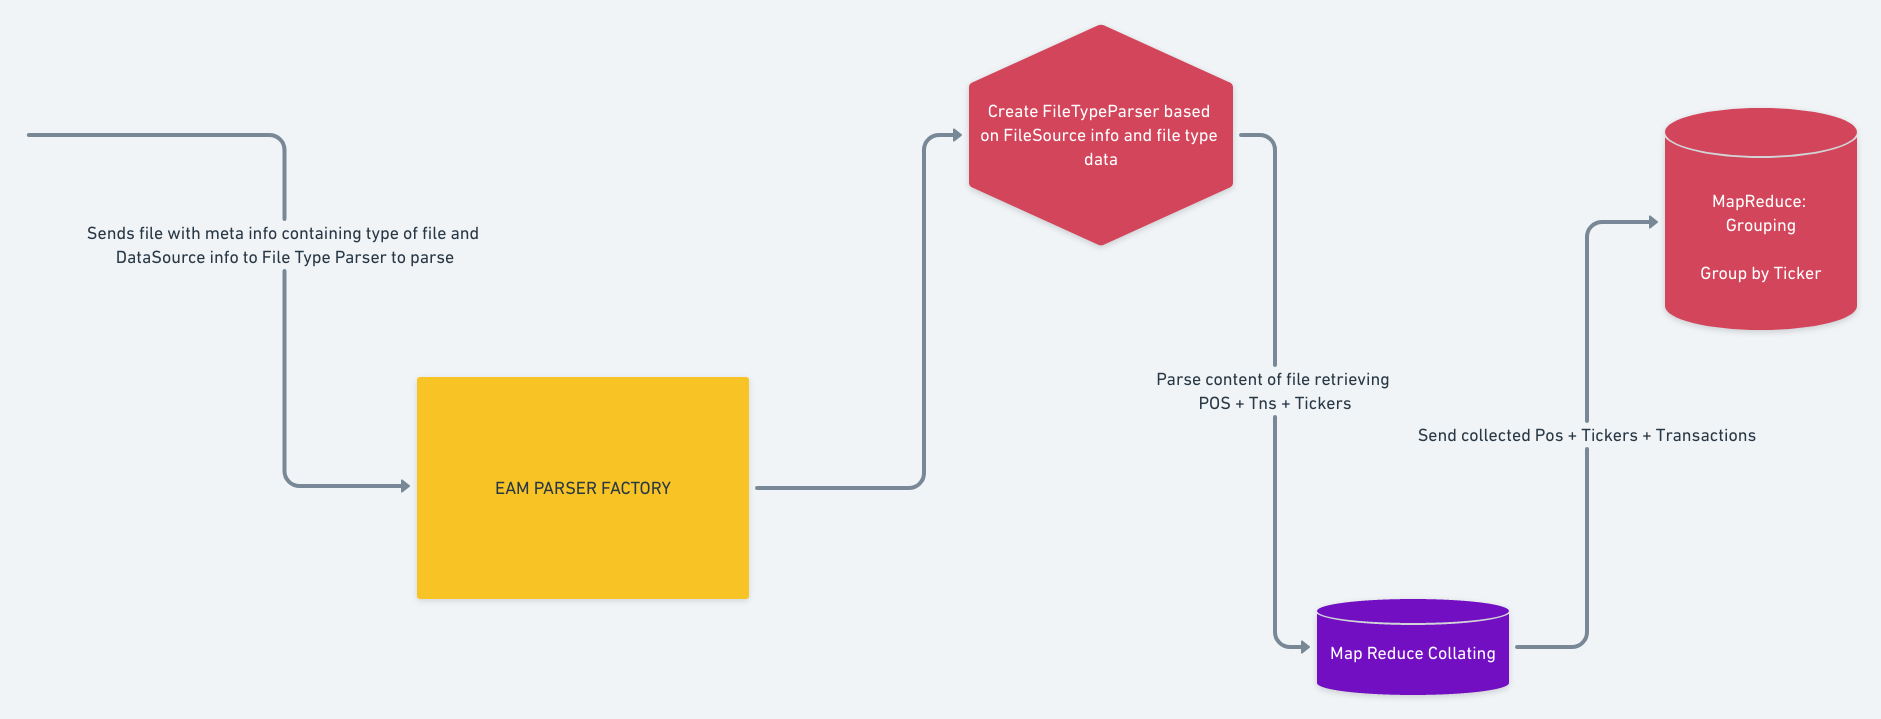 Sends file with meta info containing type of file and
DataSource info to File Type Parser to parse
EAM PARSER FACTORY
Create FileTypeParser based
on FileSource info and file type
data
Parse content of file retrieving
POS + Tns + Tickers
Map Reduce Collating
Send collected Pos + Tickers + Transactions
MapReduce:
Grouping
Group by Ticker